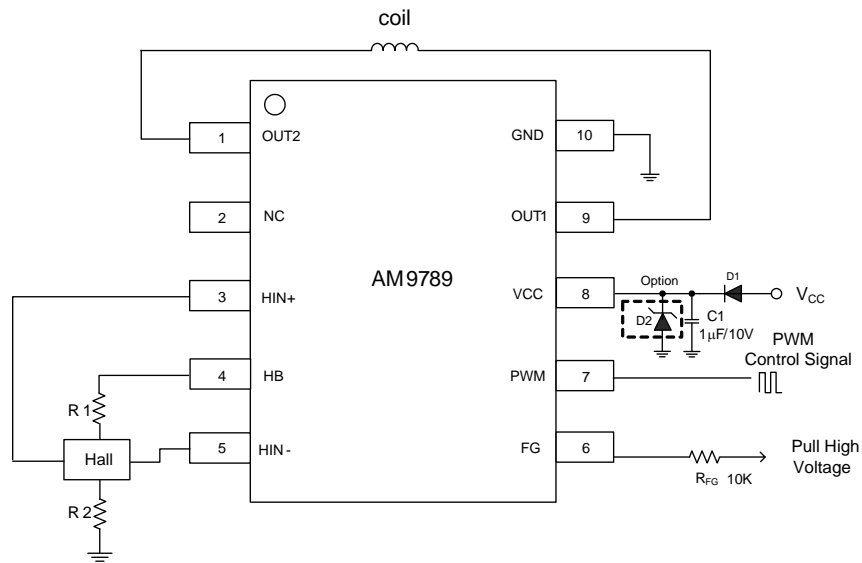 coil
1
OUT2
GND
10
2
NC
OUT1
9
AM9789
3
HIN+
VCC
8
Option
D1
VCC
D2
C1
1μF/10V
PWM
Control Signal
4
HB
PWM
7
R 1
Hall
5
HIN-
FG
6
Pull High
Voltage
RFG 10K
R 2